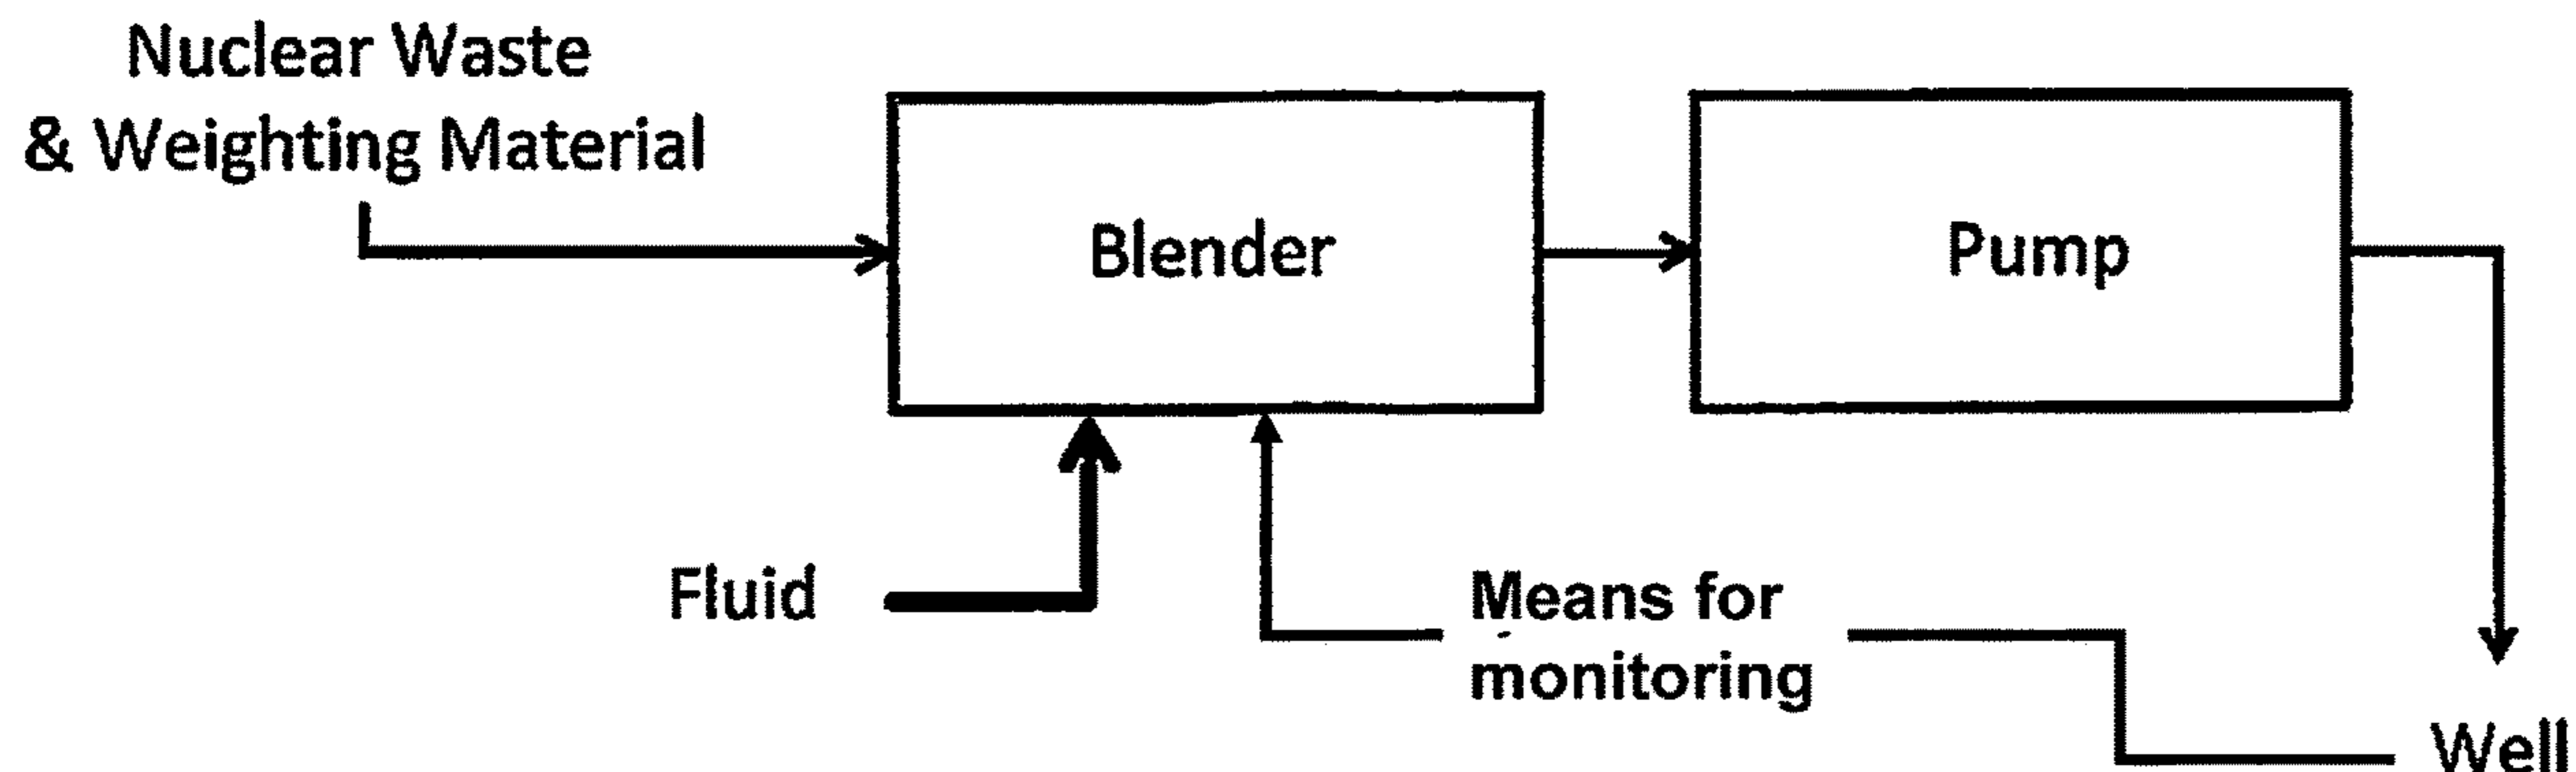 Nuclear Waste
& Weighting Material
Blender
Pump
Fluid
Means for
monitoring
Well